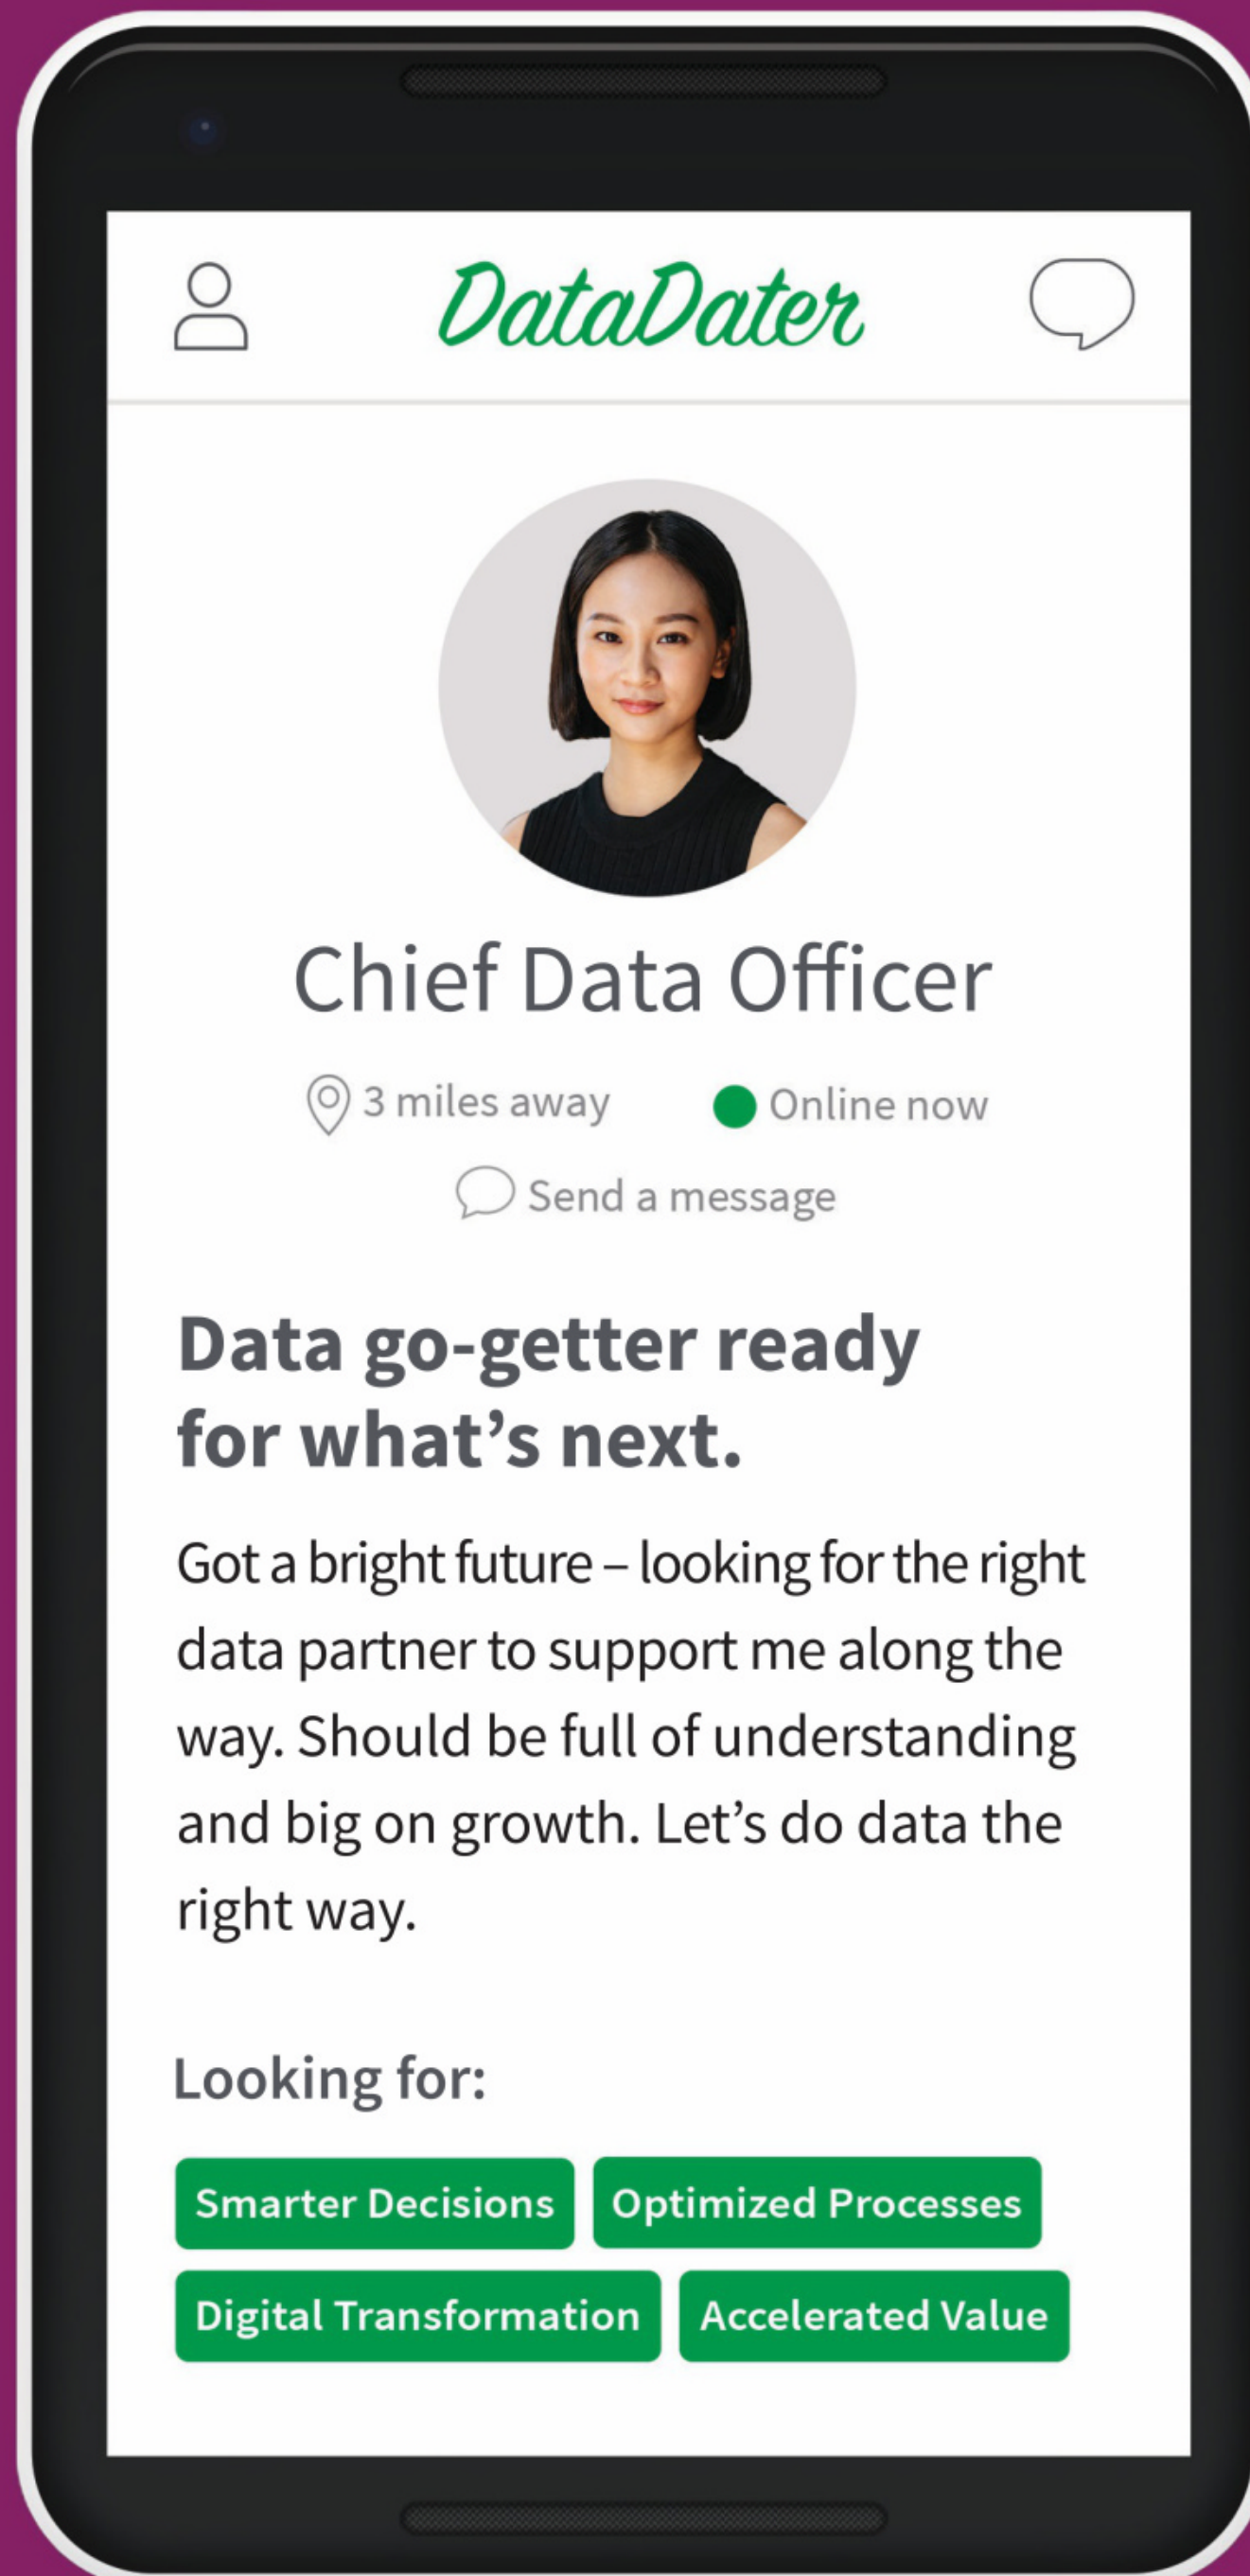 DataDater
Chief Data Officer
3 miles away
Online now
Send a message
Data go-getter ready
for what’s next.
Got a bright future – looking for the right
data partner to support me along the
way. Should be full of understanding
and big on growth. Let’s do data the
right way.
Looking for:
Smarter Decisions
Optimized Processes
Digital Transformation
Accelerated Value